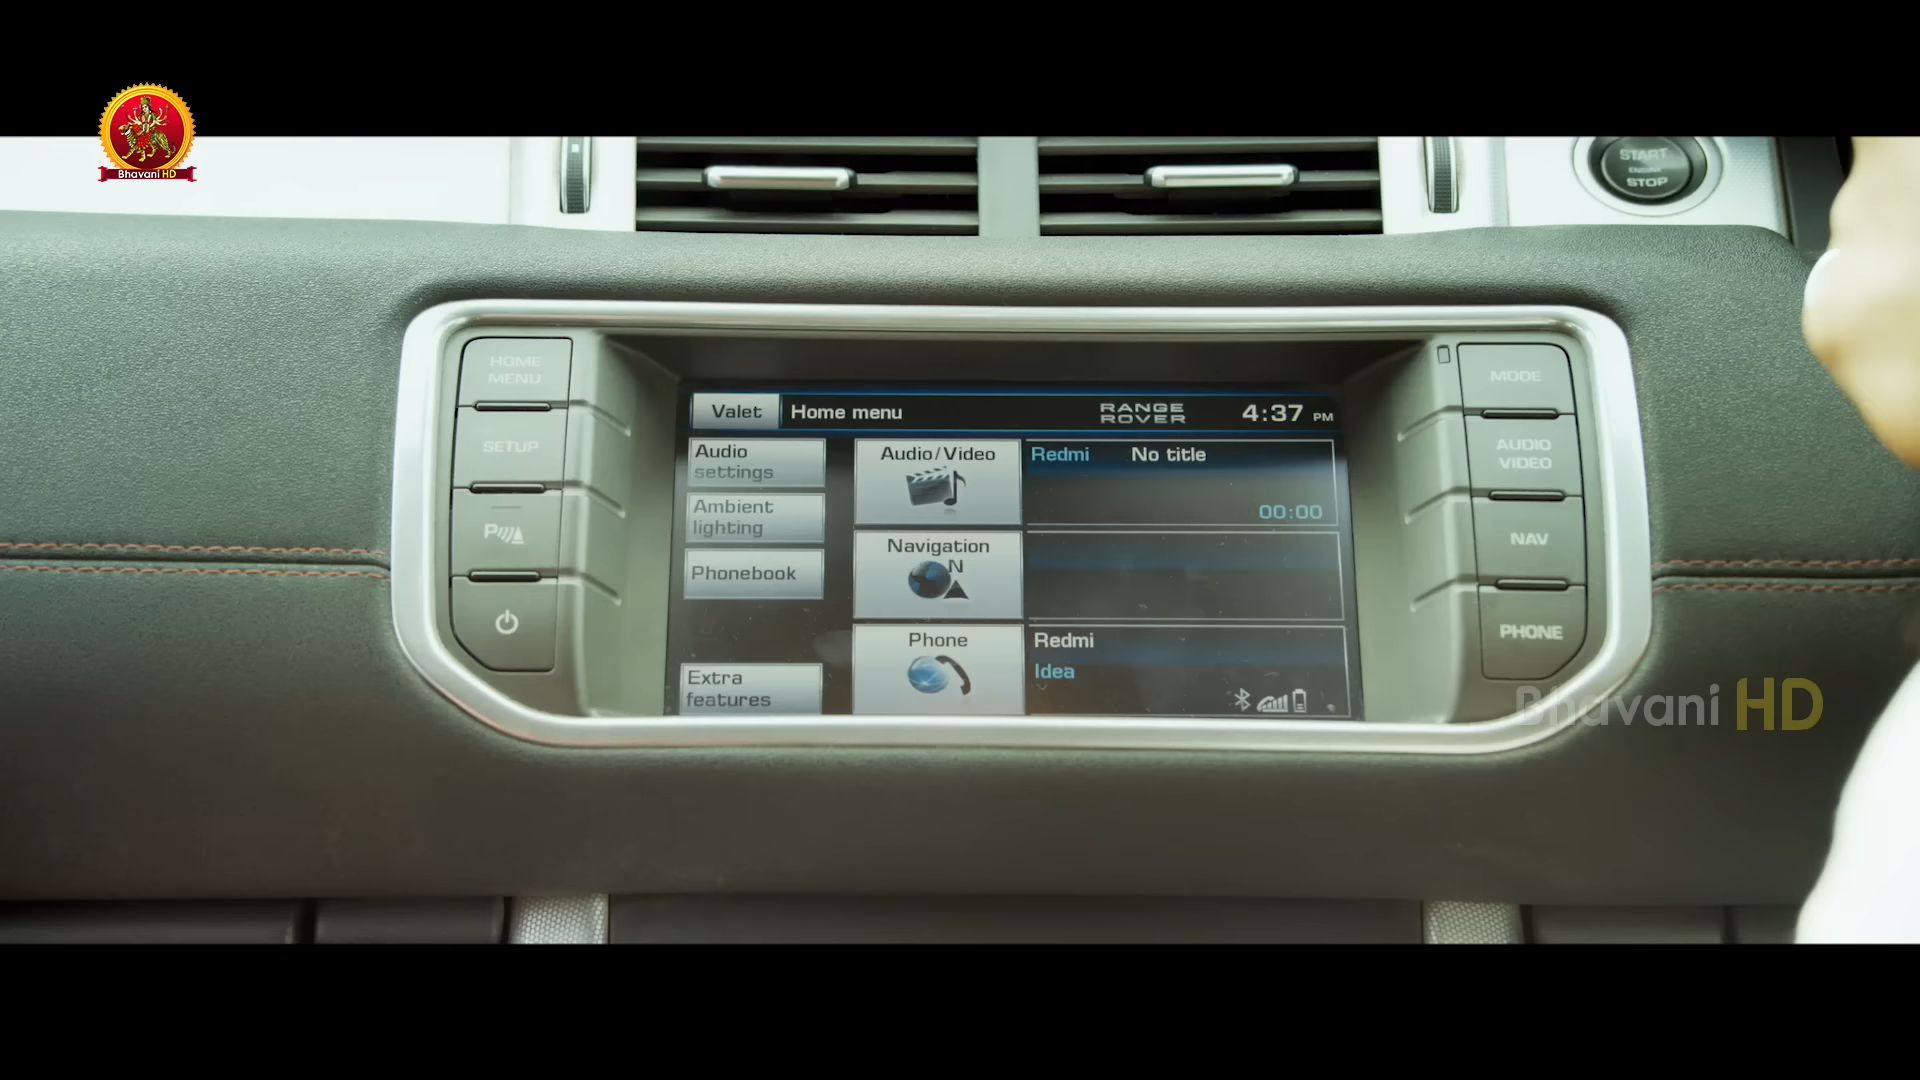 Bhavani HD
START
ENGINE
STOP
HOME
MENU
SETUP
P
MODE
AUDIO
VIDEO
NAV
PHONE
Valet
Home menu
RANGE
ROVER
4:37 PM
Audio
settings
Ambient
lighting
Phonebook
Extra
features
Audio/Video
Redmi No title
00:00
Navigation
N
Phone
Redmi
Idea
Bhavani HD